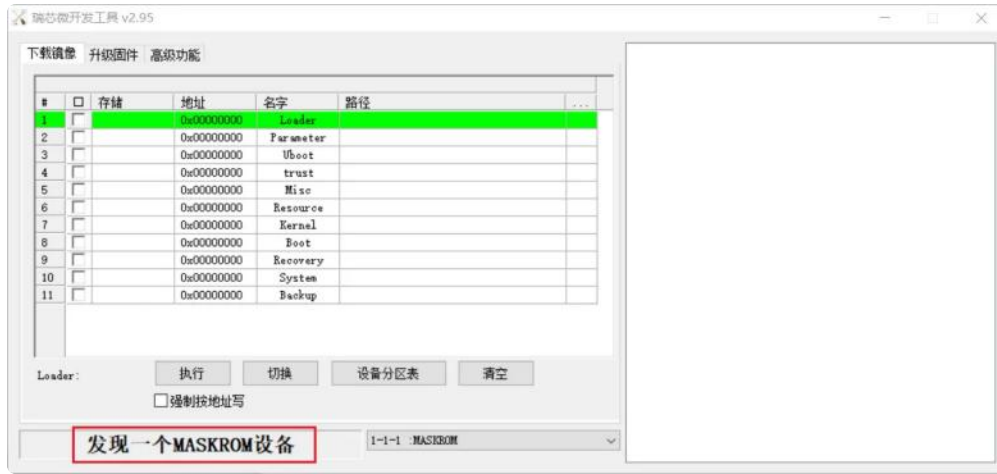 瑞芯微开发工具 v2.95
下载镜像 升级固件 高级功能
# 存储 地址 名字 路径 ...
1 0x00000000 Loader
2 0x00000000 Parameter
3 0x00000000 Uboot
4 0x00000000 trust
5 0x00000000 Misc
6 0x00000000 Resource
7 0x00000000 Kernel
8 0x00000000 Boot
9 0x00000000 Recovery
10 0x00000000 System
11 0x00000000 Backup
Loader: 执行 切换 设备分区表 清空
强制按地址写
发现一个MASKROM设备 1-1-1 :MASKROM